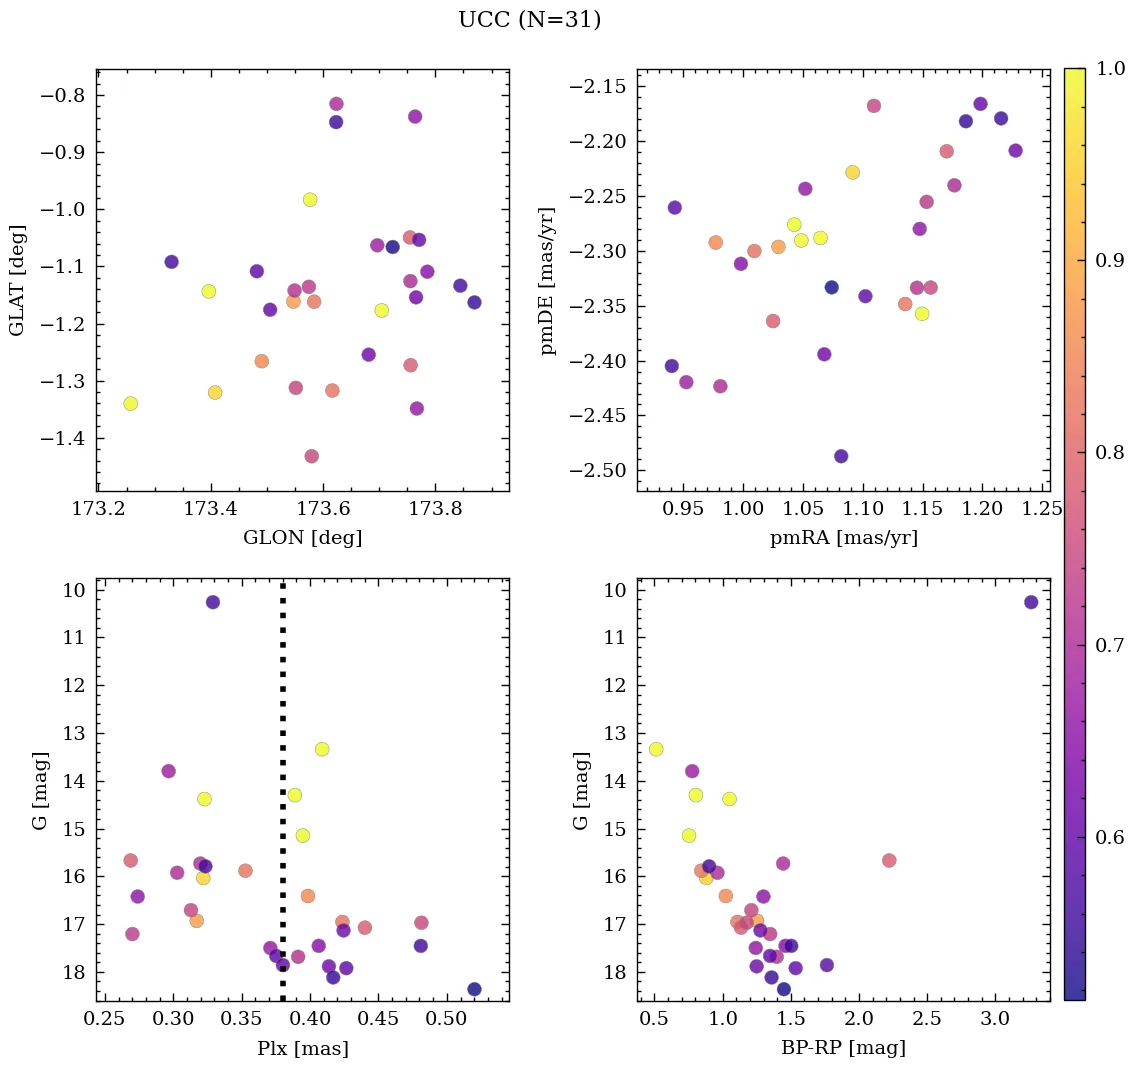 UCC (N=31)
−0.8
−0.9
−1.0
−1.1
−1.2
−1.3
−1.4
GLAT [deg]
173.2 173.4 173.6 173.8
GLON [deg]
−2.15
−2.20
−2.25
−2.30
−2.35
−2.40
−2.45
−2.50
pmDE [mas/yr]
0.95 1.00 1.05 1.10 1.15 1.20 1.25
pmRA [mas/yr]
10
11
12
13
14
15
16
17
18
G [mag]
0.25 0.30 0.35 0.40 0.45 0.50
Plx [mas]
10
11
12
13
14
15
16
17
18
G [mag]
0.5 1.0 1.5 2.0 2.5 3.0
BP-RP [mag]
1.0
0.9
0.8
0.7
0.6